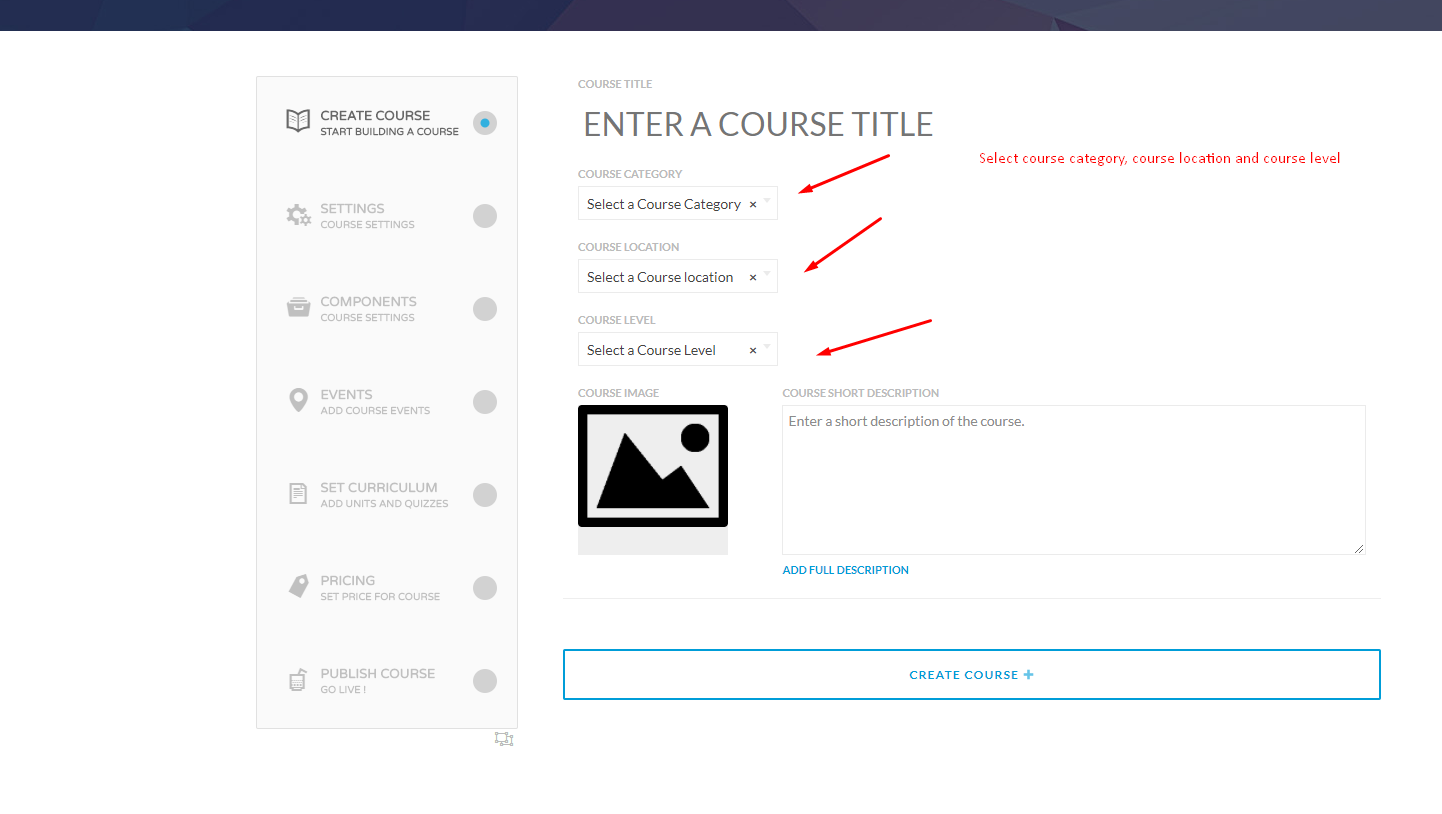 CREATE COURSE
START BUILDING A COURSE
SETTINGS
COURSE SETTINGS
COMPONENTS
COURSE SETTINGS
EVENTS
ADD COURSE EVENTS
SET CURRICULUM
ADD UNITS AND QUIZZES
PRICING
SET PRICE FOR COURSE
PUBLISH COURSE
GO LIVE !
COURSE TITLE
ENTER A COURSE TITLE
Select course category, course location and course level
COURSE CATEGORY
Select a Course Category ×
COURSE LOCATION
Select a Course location ×
COURSE LEVEL
Select a Course Level ×
COURSE IMAGE
COURSE SHORT DESCRIPTION
Enter a short description of the course.
ADD FULL DESCRIPTION
CREATE COURSE +